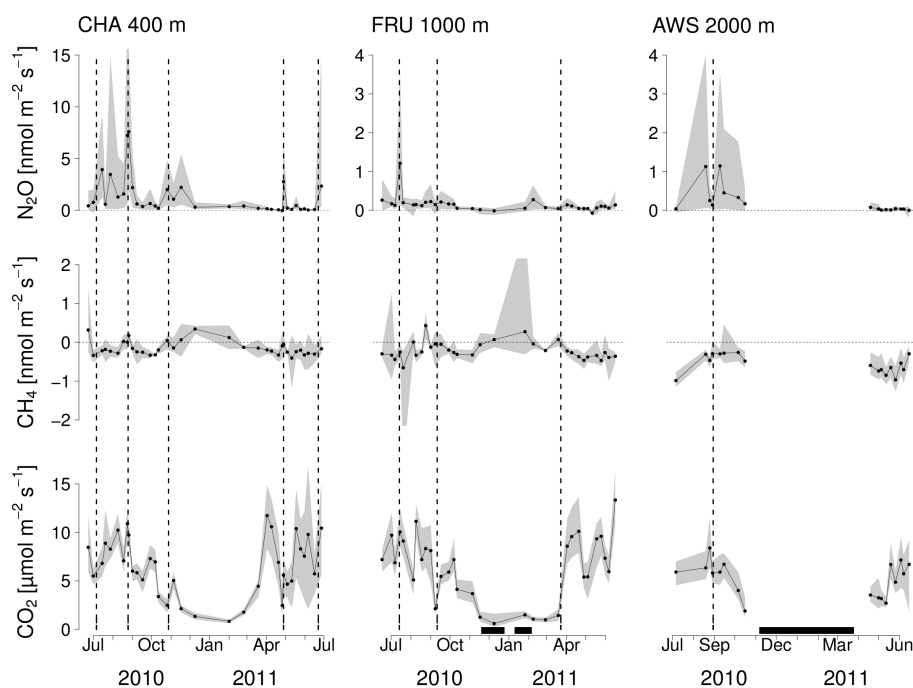 CHA 400 m
FRU 1000 m
AWS 2000 m
N₂O [nmol m⁻² s⁻¹]
15
10
5
0
4
3
2
1
0
4
3
2
1
0
CH₄ [nmol m⁻² s⁻¹]
2
1
0
−1
−2
CO₂ [µmol m⁻² s⁻¹]
15
10
5
0
Jul Oct Jan Apr Jul
Jul Oct Jan Apr
Jul Sep Dec Mar Jun
2010 2011
2010 2011
2010 2011